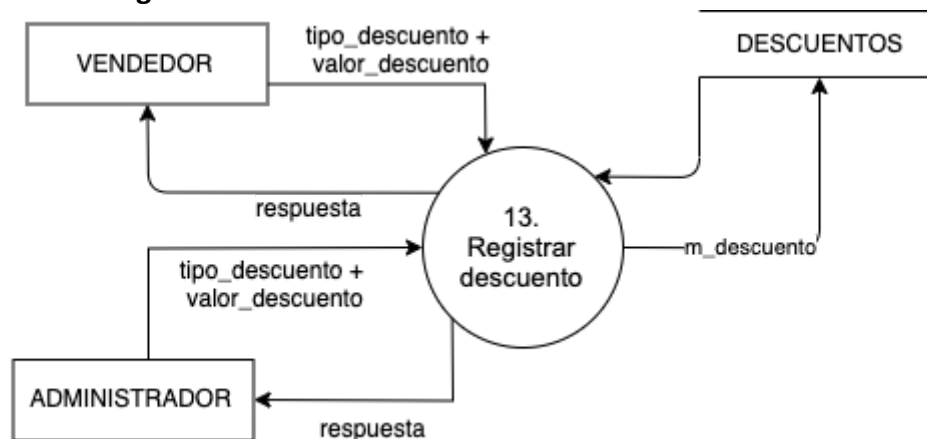 tipo_descuento +
valor_descuento
VENDEDOR
DESCUENTOS
respuesta
13.
Registrar
descuento
m_descuento
tipo_descuento +
valor_descuento
ADMINISTRADOR
respuesta